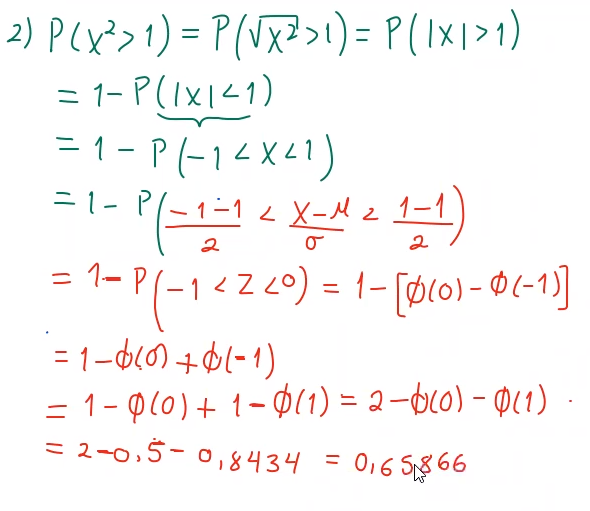 2) P(X²>1) = P(√X²>1) = P(|X|>1)
= 1- P(|X|<1)
= 1 - P(-1<X<1)
= 1 - P(-1-1/2 < X-μ/σ < 1-1/2)
= 1- P(-1<Z<0) = 1-[ϕ(0)-ϕ(-1)]
= 1-ϕ(0)+ϕ(-1)
= 1-ϕ(0)+1-ϕ(1) = 2-ϕ(0)-ϕ(1)
= 2-0,5-0,8434 = 0,65866